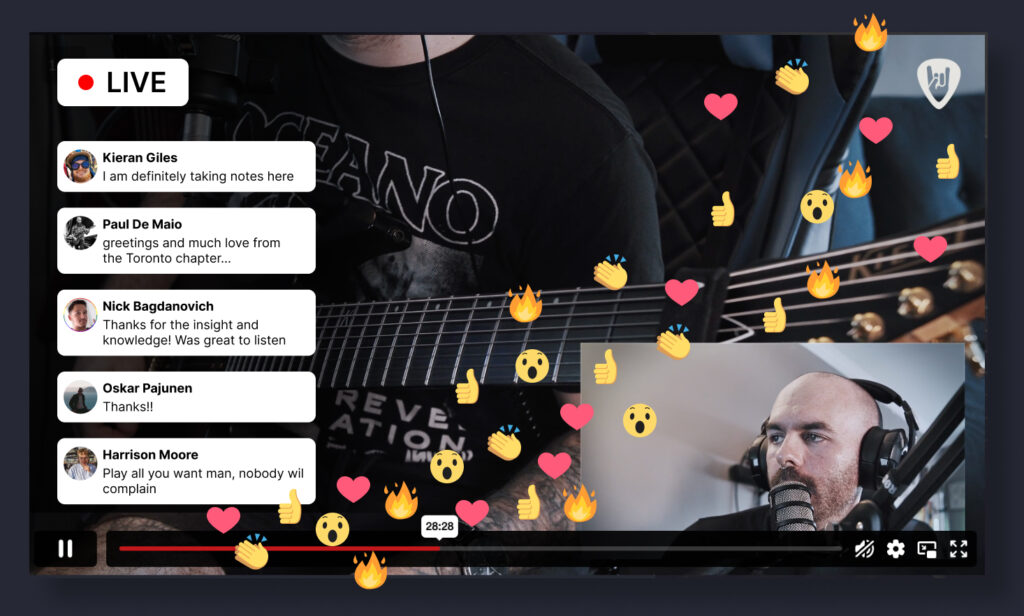 LIVE
OCEANO
Kieran Giles
I am definitely taking notes here
Paul De Maio
greetings and much love from
the Toronto chapter...
Nick Bagdanovich
Thanks for the insight and
knowledge! Was great to listen
Oskar Pajunen
Thanks!!
Harrison Moore
Play all you want man, nobody wil
complain
REVE
ATION
28:28